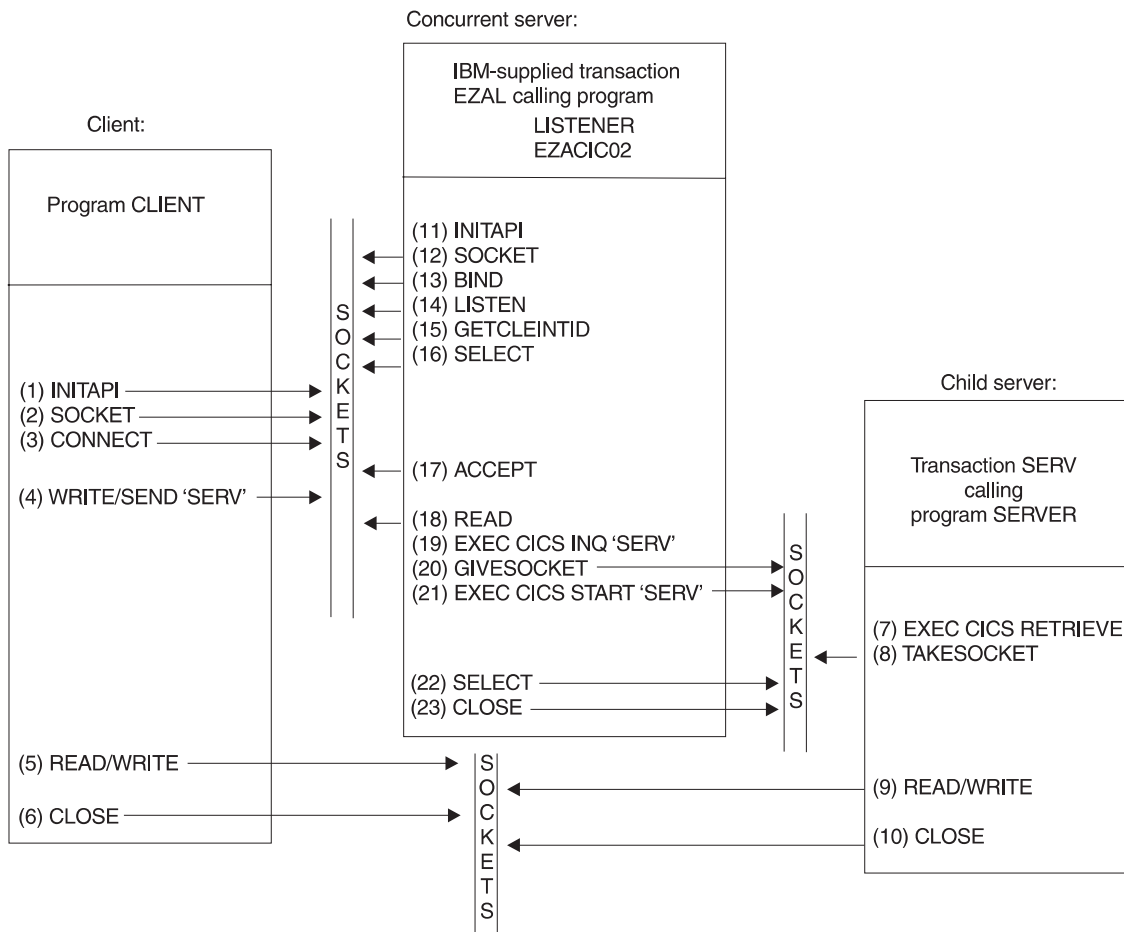 Concurrent server:
IBM-supplied transaction
EZAL calling program
LISTENER
EZACIC02
Client:
Program CLIENT
(11) INITAPI
(12) SOCKET
(13) BIND
(14) LISTEN
(15) GETCLEINTID
(16) SELECT
SOCKETS
(1) INITAPI
(2) SOCKET
(3) CONNECT
(4) WRITE/SEND ‘SERV’
(17) ACCEPT
(18) READ
(19) EXEC CICS INQ ‘SERV’
(20) GIVESOCKET
(21) EXEC CICS START ‘SERV’
(22) SELECT
(23) CLOSE
SOCKETS
Child server:
Transaction SERV
calling
program SERVER
(7) EXEC CICS RETRIEVE
(8) TAKESOCKET
(5) READ/WRITE
(6) CLOSE
SOCKETS
(9) READ/WRITE
(10) CLOSE